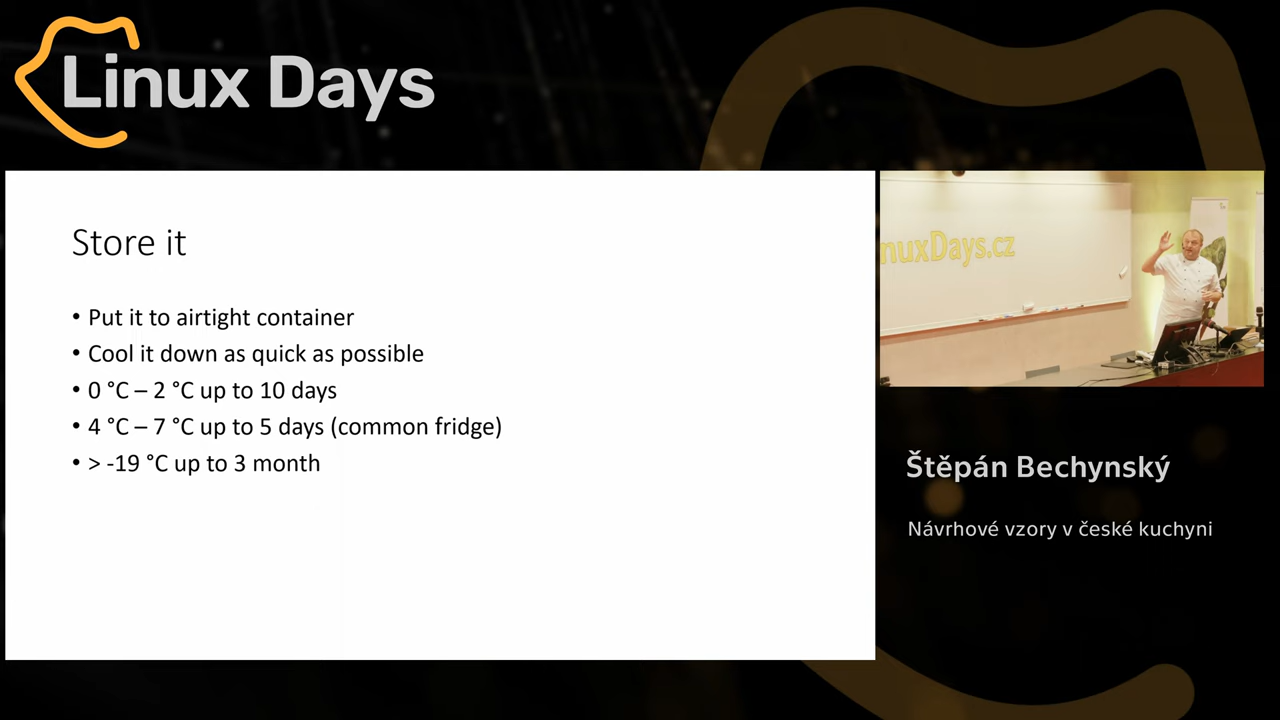 Linux Days
Store it
• Put it to airtight container
• Cool it down as quick as possible
• 0 °C – 2 °C up to 10 days
• 4 °C – 7 °C up to 5 days (common fridge)
• > -19 °C up to 3 month
nuxDays.cz
Štěpán Bechynský
Návrhové vzory v české kuchyni